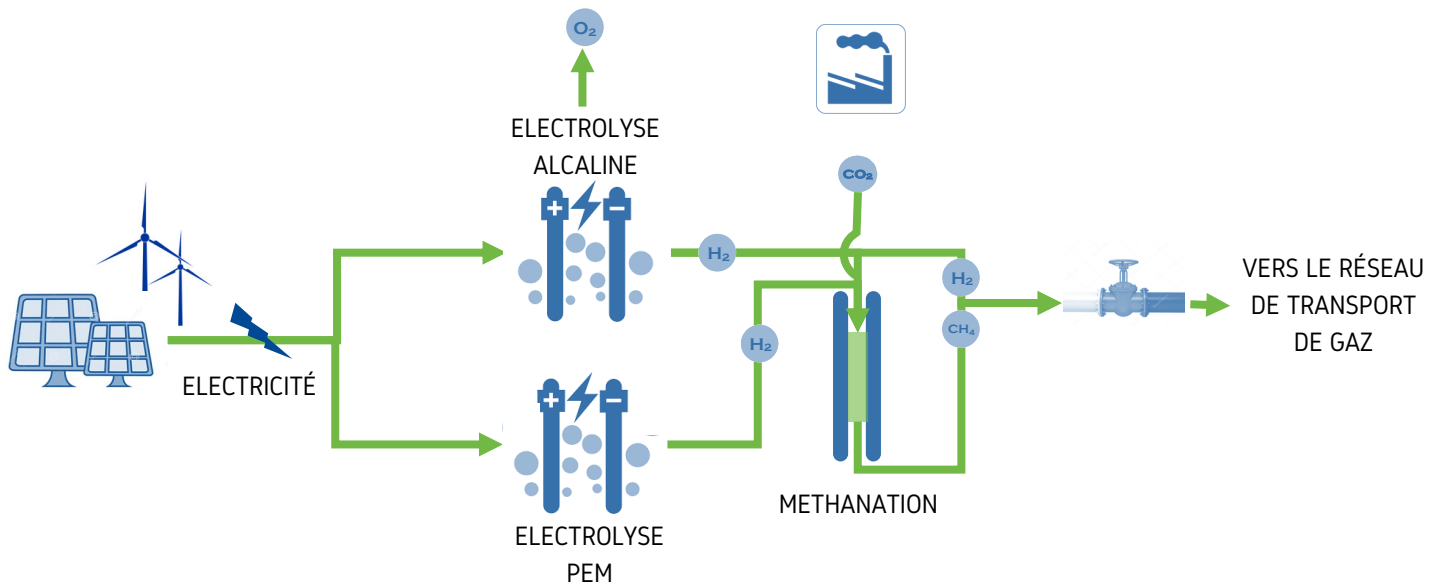 O₂
ELECTROLYSE
ALCALINE
CO₂
H₂
H₂
VERS LE RÉSEAU
DE TRANSPORT
DE GAZ
CH₄
H₂
ELECTRICITÉ
METHANATION
ELECTROLYSE
PEM